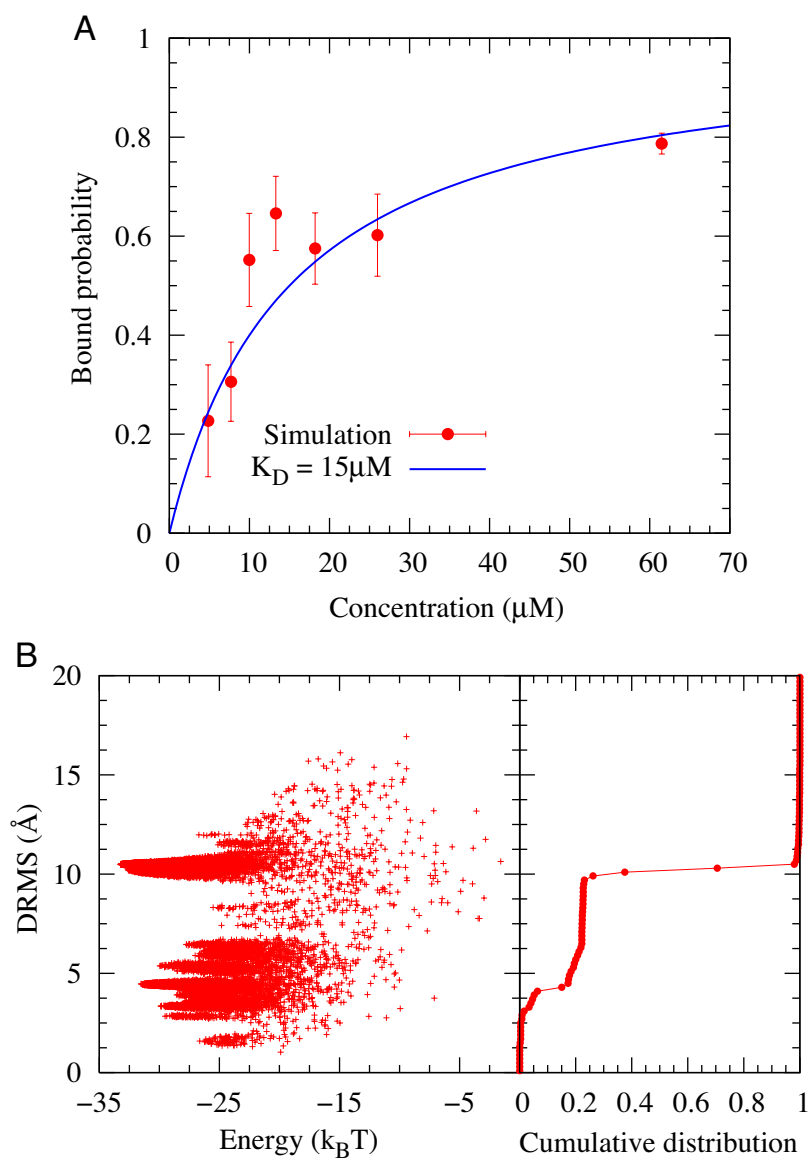 A
1
0.8
0.6
0.4
0.2
0
Bound probability
Simulation
K_D = 15μM
0 10 20 30 40 50 60 70
Concentration (μM)
B
20
15
10
5
0
DRMS (Å)
−35 −25 −15 −5 0 0.2 0.4 0.6 0.8 1
Energy (k_BT) Cumulative distribution